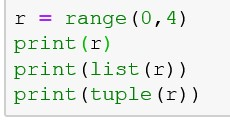 r = range(0,4)
print(r)
print(list(r))
print(tuple(r))